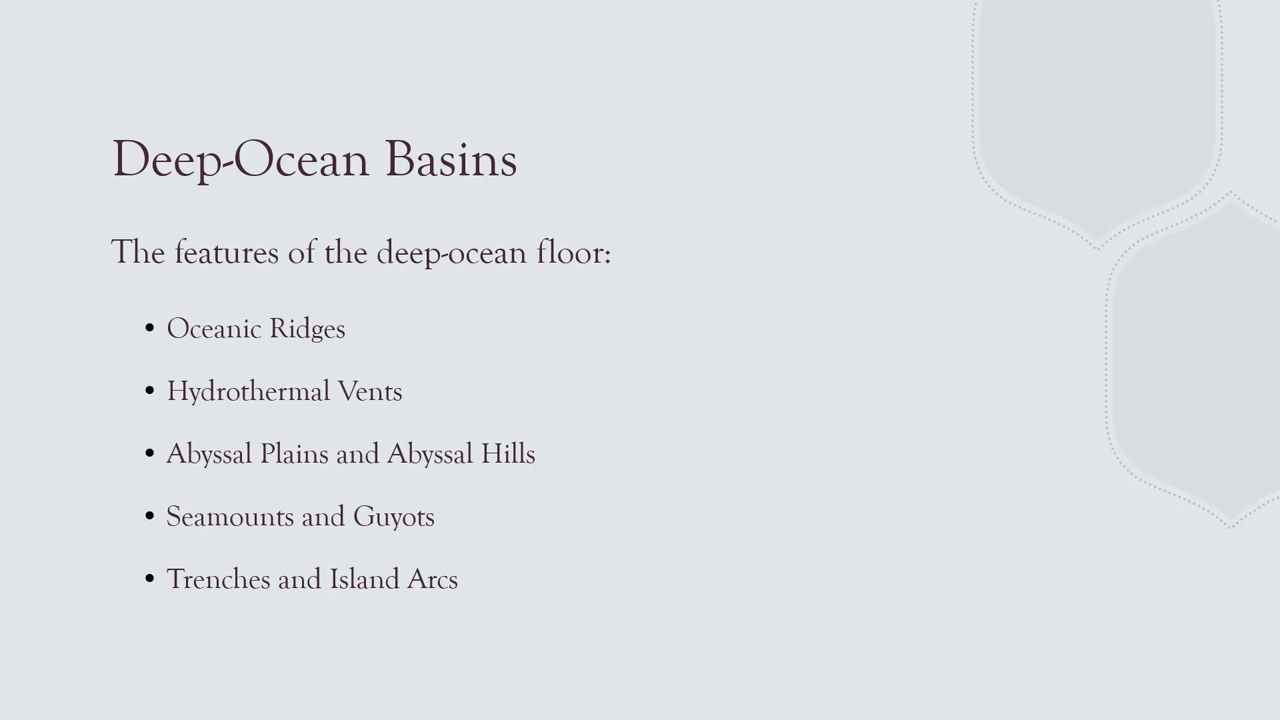 Deep-Ocean Basins
The features of the deep-ocean floor:
• Oceanic Ridges
• Hydrothermal Vents
• Abyssal Plains and Abyssal Hills
• Seamounts and Guyots
• Trenches and Island Arcs